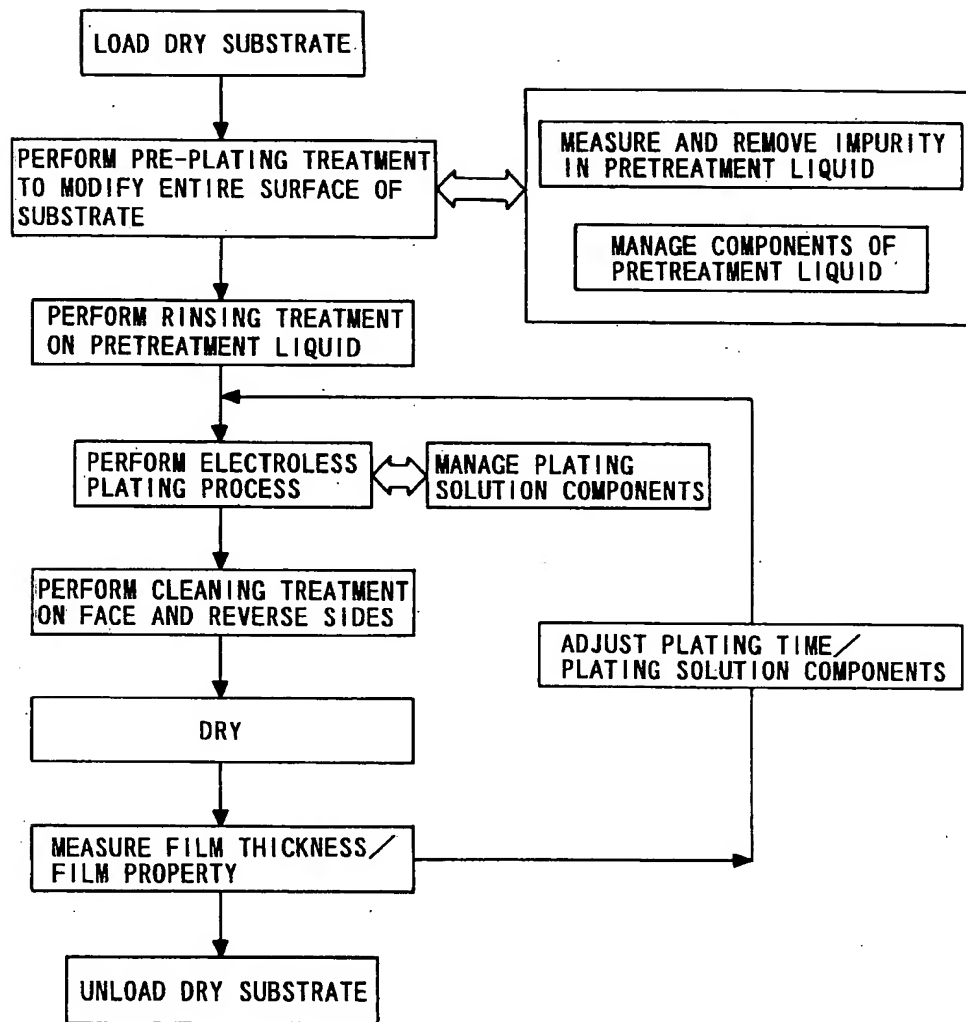 LOAD DRY SUBSTRATE
PERFORM PRE-PLATING TREATMENT
TO MODIFY ENTIRE SURFACE OF
SUBSTRATE
MEASURE AND REMOVE IMPURITY
IN PRETREATMENT LIQUID
MANAGE COMPONENTS OF
PRETREATMENT LIQUID
PERFORM RINSING TREATMENT
ON PRETREATMENT LIQUID
PERFORM ELECTROLESS
PLATING PROCESS
MANAGE PLATING
SOLUTION COMPONENTS
PERFORM CLEANING TREATMENT
ON FACE AND REVERSE SIDES
ADJUST PLATING TIME/
PLATING SOLUTION COMPONENTS
DRY
MEASURE FILM THICKNESS/
FILM PROPERTY
UNLOAD DRY SUBSTRATE